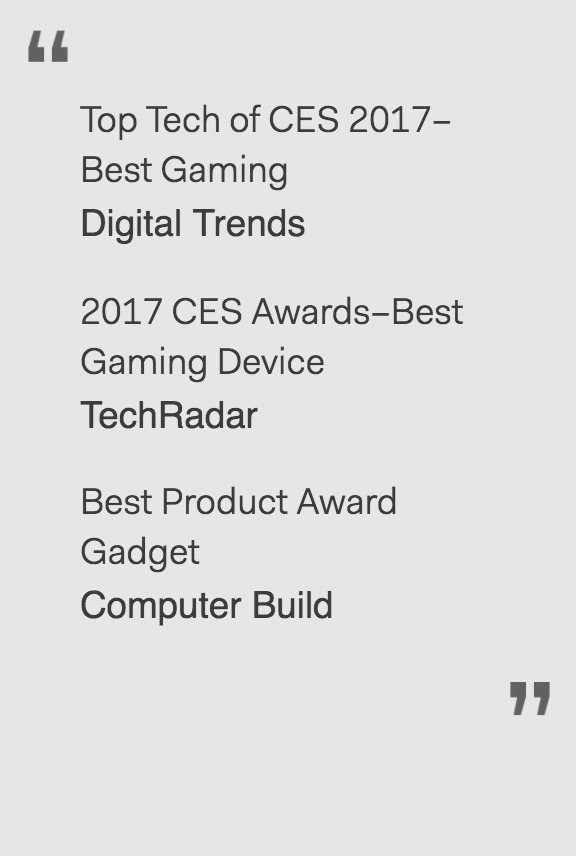 “
Top Tech of CES 2017–
Best Gaming
Digital Trends
2017 CES Awards–Best
Gaming Device
TechRadar
Best Product Award
Gadget
Computer Build
”